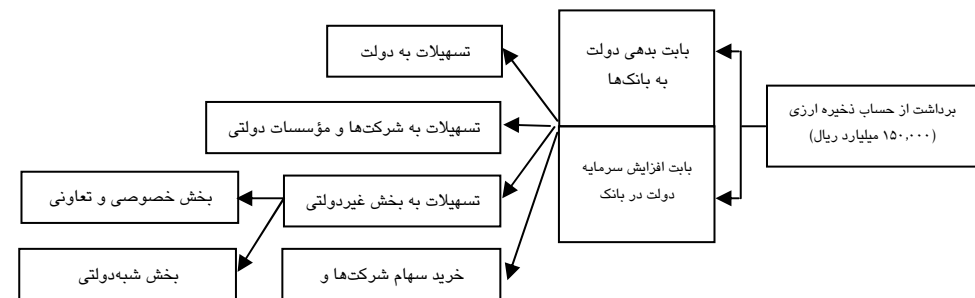 برداشت از حساب ذخیره ارزی
(۱۵۰,۰۰۰ میلیارد ریال)
بابت بدهی دولت
به بانک‌ها
بابت افزایش سرمایه
دولت در بانک
تسهیلات به دولت
تسهیلات به شرکت‌ها و مؤسسات دولتی
تسهیلات به بخش غیردولتی
خرید سهام شرکت‌ها و
بخش خصوصی و تعاونی
بخش شبه‌دولتی